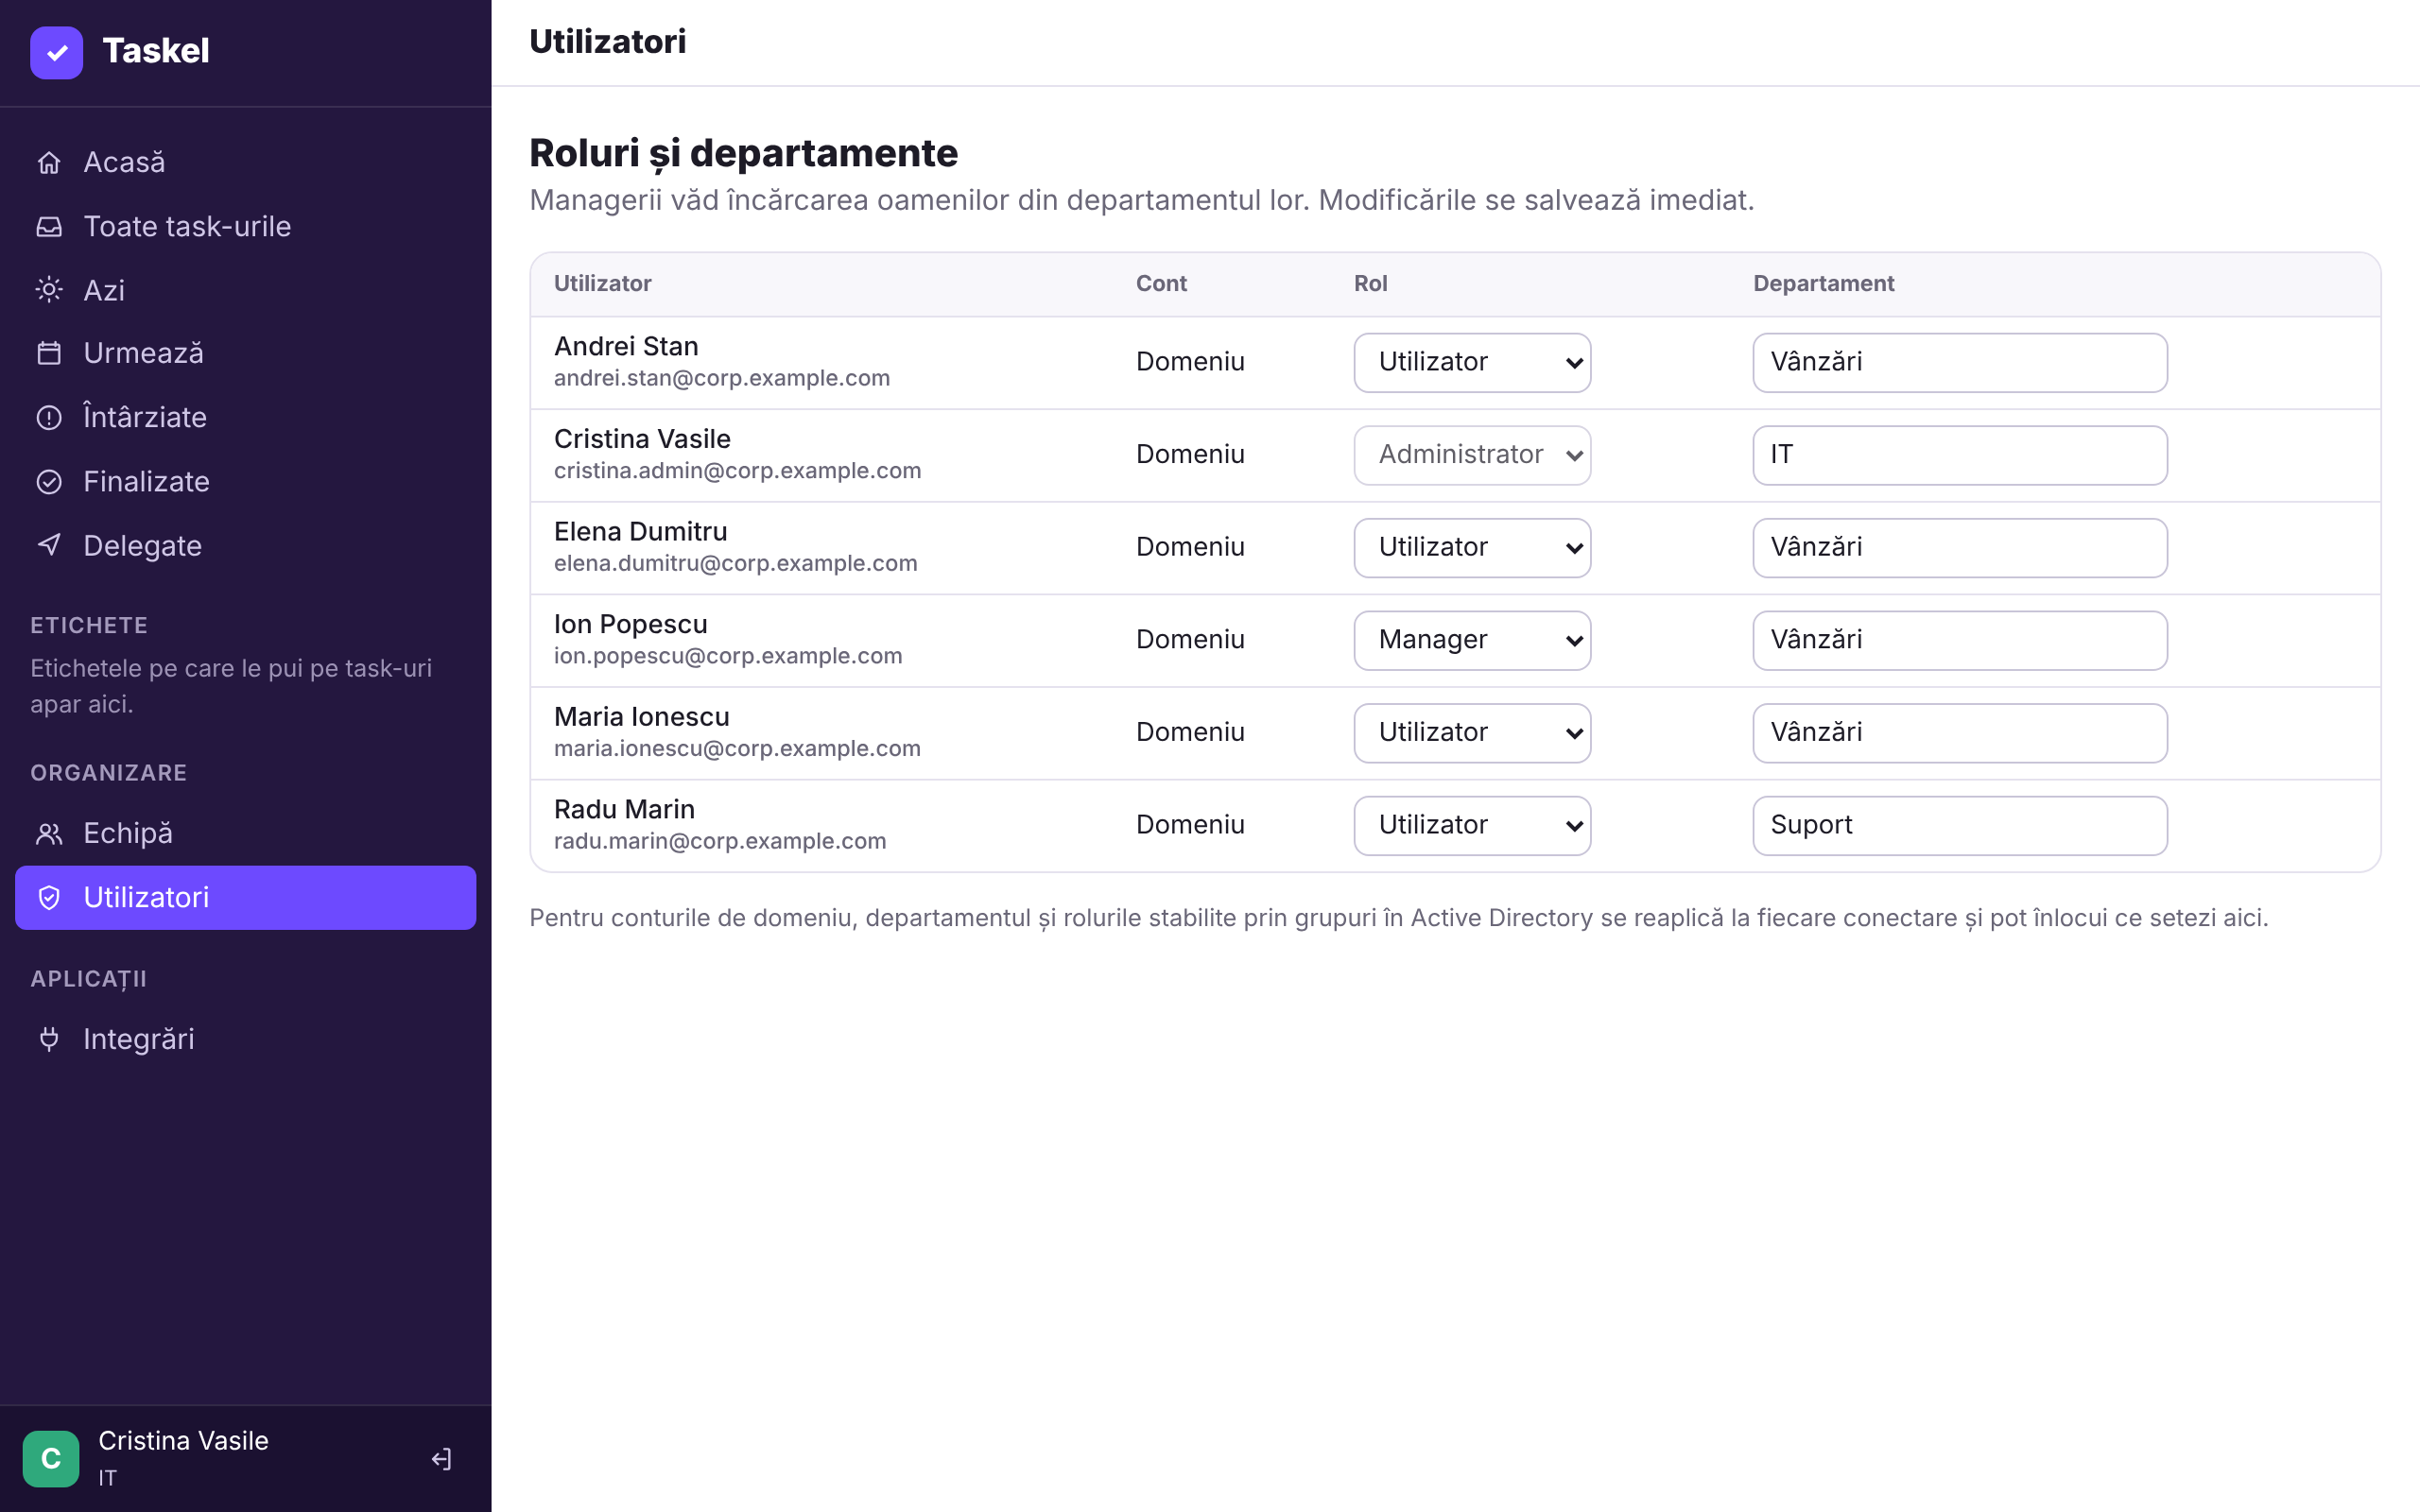 Taskel
Acasă
Toate task-urile
Azi
Urmează
Întârziate
Finalizate
Delegate
ETICHETE
Etichetele pe care le pui pe task-uri
apar aici.
ORGANIZARE
Echipă
Utilizatori
APLICAȚII
Integrări
C
Cristina Vasile
IT
Utilizatori
Roluri și departamente
Managerii văd încărcarea oamenilor din departamentul lor. Modificările se salvează imediat.
Utilizator Cont Rol Departament
Andrei Stan
andrei.stan@corp.example.com
Domeniu Utilizator Vânzări
Cristina Vasile
cristina.admin@corp.example.com
Domeniu Administrator IT
Elena Dumitru
elena.dumitru@corp.example.com
Domeniu Utilizator Vânzări
Ion Popescu
ion.popescu@corp.example.com
Domeniu Manager Vânzări
Maria Ionescu
maria.ionescu@corp.example.com
Domeniu Utilizator Vânzări
Radu Marin
radu.marin@corp.example.com
Domeniu Utilizator Suport
Pentru conturile de domeniu, departamentul și rolurile stabilite prin grupuri în Active Directory se reaplică la fiecare conectare și pot înlocui ce setezi aici.